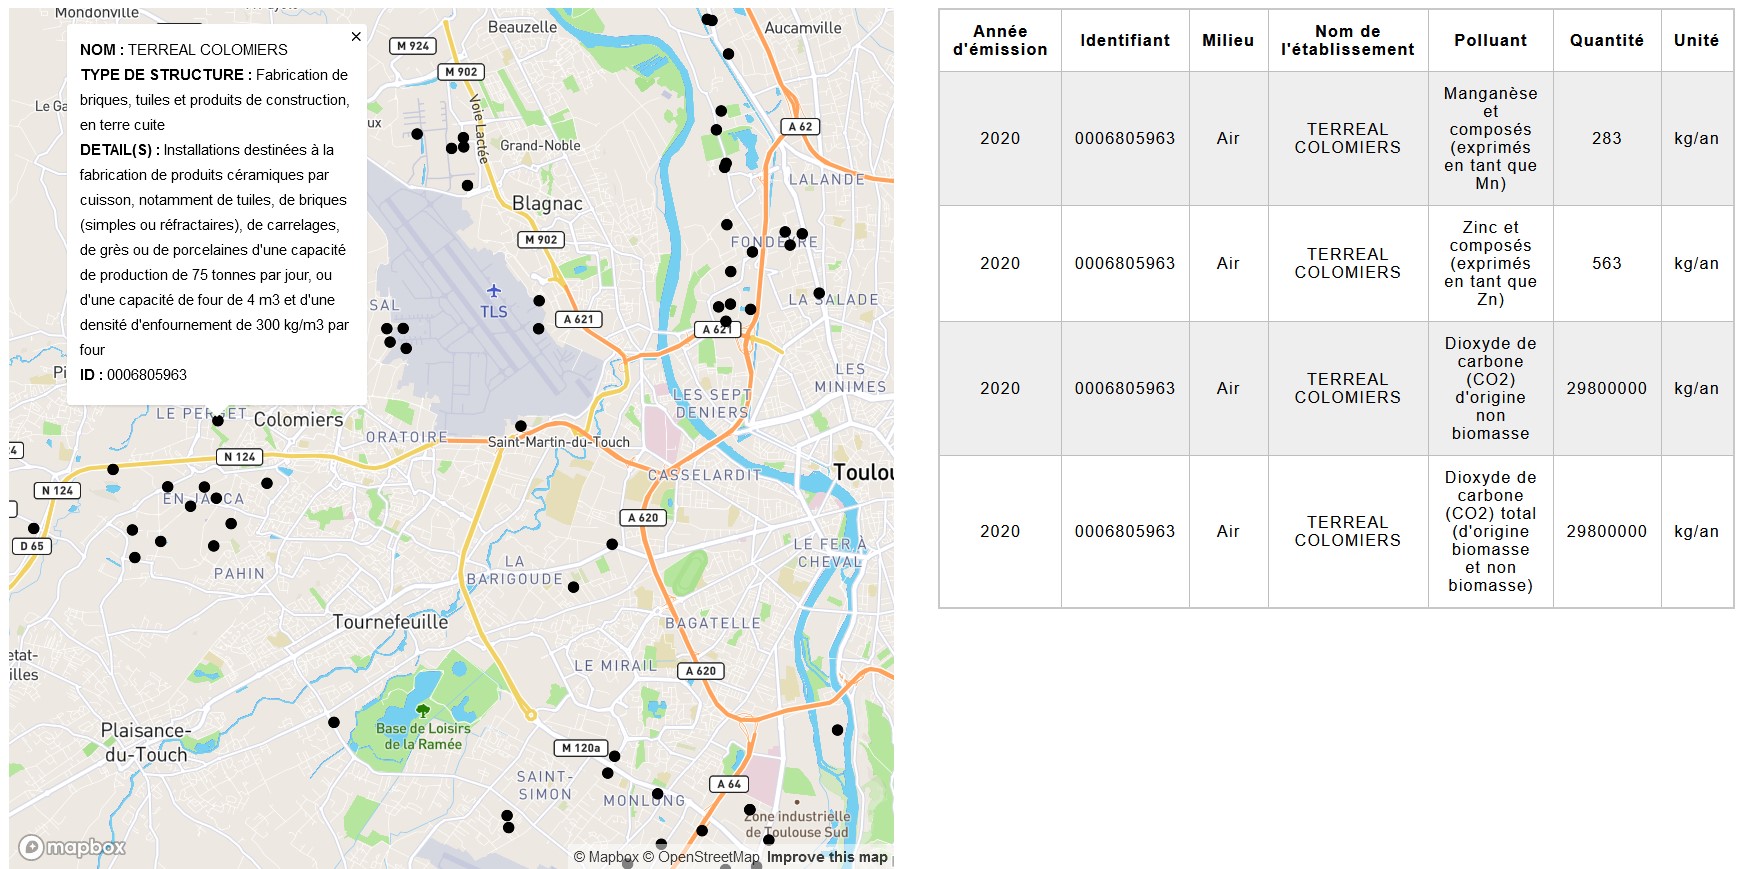 Mondonville
Beauzelle
Aucamville
M 924
M 902
Le Ga
Voie Lactée
A 62
Grand-Noble
LALANDE
Blagnac
M 902
FONDEYRE
TLS
LA SALADE
SAL
A 621
A 621
LES MINIMES
LES SEPT DENIERS
Pi
NOM : TERREAL COLOMIERS
TYPE DE STRUCTURE : Fabrication de
briques, tuiles et produits de construction,
en terre cuite
DETAIL(S) : Installations destinées à la
fabrication de produits céramiques par
cuisson, notamment de tuiles, de briques
(simples ou réfractaires), de carrelages,
de grès ou de porcelaines d'une capacité
de production de 75 tonnes par jour, ou
d'une capacité de four de 4 m3 et d'une
densité d'enfournement de 300 kg/m3 par
four
ID : 0006805963
LE PERGET
Colomiers
ORATOIRE
Saint-Martin-du-Touch
N 124
CASSELARDIT
Toulou
N 124
EN JACCA
A 620
D 65
LE FER À
CHEVAL
LA
BARIGOUDE
PAHIN
Tournefeuille
BAGATELLE
etat-
illes
LE MIRAIL
A 620
Plaisance-
du-Touch
Base de Loisirs
de la Ramée
M 120a
SAINT-
SIMON
MONLONG
A 64
Zone industrielle
de Toulouse Sud
mapbox
© Mapbox © OpenStreetMap Improve this map
Année
d'émission
Identifiant
Milieu
Nom de
l'établissement
Polluant
Quantité
Unité
2020
0006805963
Air
TERREAL
COLOMIERS
Manganèse
et
composés
(exprimés
en tant que
Mn)
283
kg/an
2020
0006805963
Air
TERREAL
COLOMIERS
Zinc et
composés
(exprimés
en tant que
Zn)
563
kg/an
2020
0006805963
Air
TERREAL
COLOMIERS
Dioxyde de
carbone
(CO2)
d'origine
non
biomasse
29800000
kg/an
2020
0006805963
Air
TERREAL
COLOMIERS
Dioxyde de
carbone
(CO2) total
(d'origine
biomasse
et non
biomasse)
29800000
kg/an